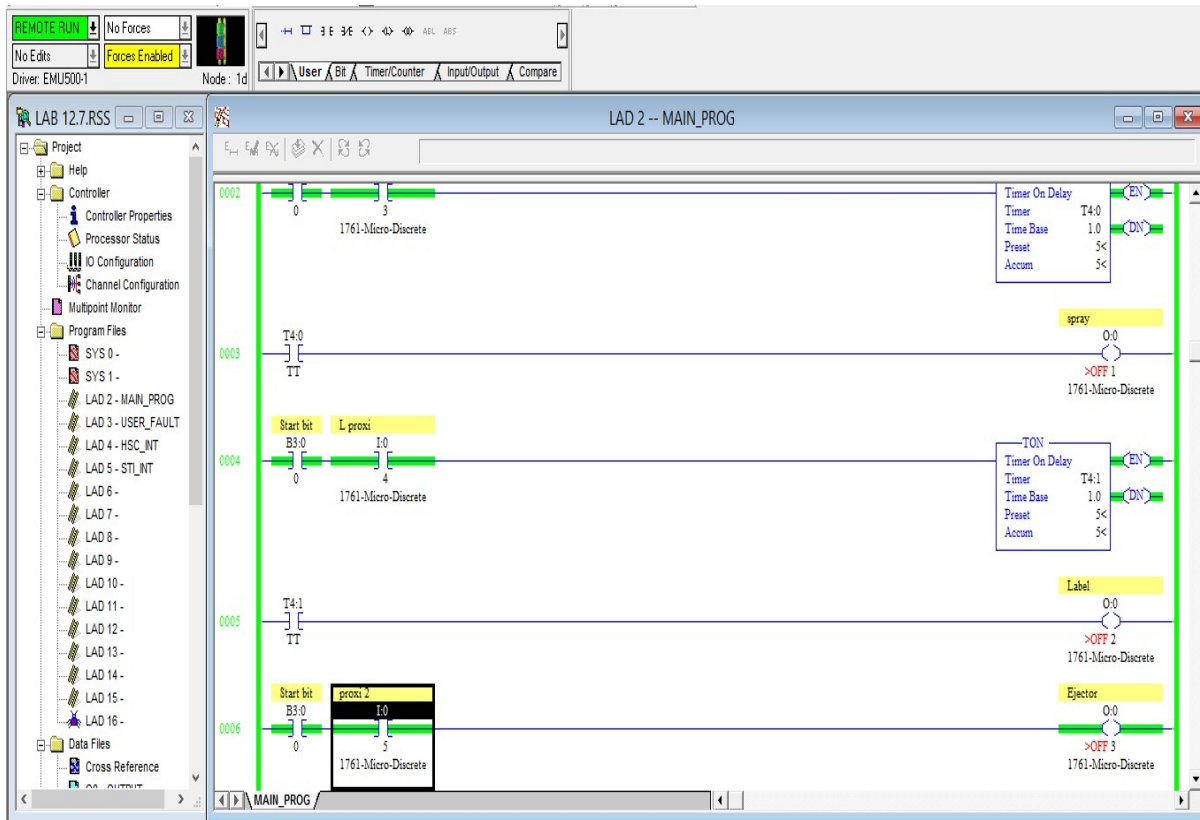 REMOTE RUN
No Forces
No Edits
Forces Enabled
Driver: EMU500-1
Node : 1d
ABL ABS
User
Bit
Timer/Counter
Input/Output
Compare
LAB 12.7.RSS
Project
Help
Controller
Controller Properties
Processor Status
IO Configuration
Channel Configuration
Multipoint Monitor
Program Files
SYS 0 -
SYS 1 -
LAD 2 - MAIN_PROG
LAD 3 - USER_FAULT
LAD 4 - HSC_INT
LAD 5 - STI_INT
LAD 6 -
LAD 7 -
LAD 8 -
LAD 9 -
LAD 10 -
LAD 11 -
LAD 12 -
LAD 13 -
LAD 14 -
LAD 15 -
LAD 16 -
Data Files
Cross Reference
LAD 2 -- MAIN_PROG
0002
0
3
1761-Micro-Discrete
Timer On Delay
Timer T4:0
Time Base 1.0
Preset 5<
Accum 5<
EN
DN
0003
T4:0
TT
spray
O:0
>OFF 1
1761-Micro-Discrete
0004
Start bit
B3:0
0
L proxi
I:0
4
1761-Micro-Discrete
TON
Timer On Delay
Timer T4:1
Time Base 1.0
Preset 5<
Accum 5<
EN
DN
0005
T4:1
TT
Label
O:0
>OFF 2
1761-Micro-Discrete
0006
Start bit
B3:0
0
proxi 2
I:0
5
1761-Micro-Discrete
Ejector
O:0
>OFF 3
1761-Micro-Discrete
MAIN_PROG